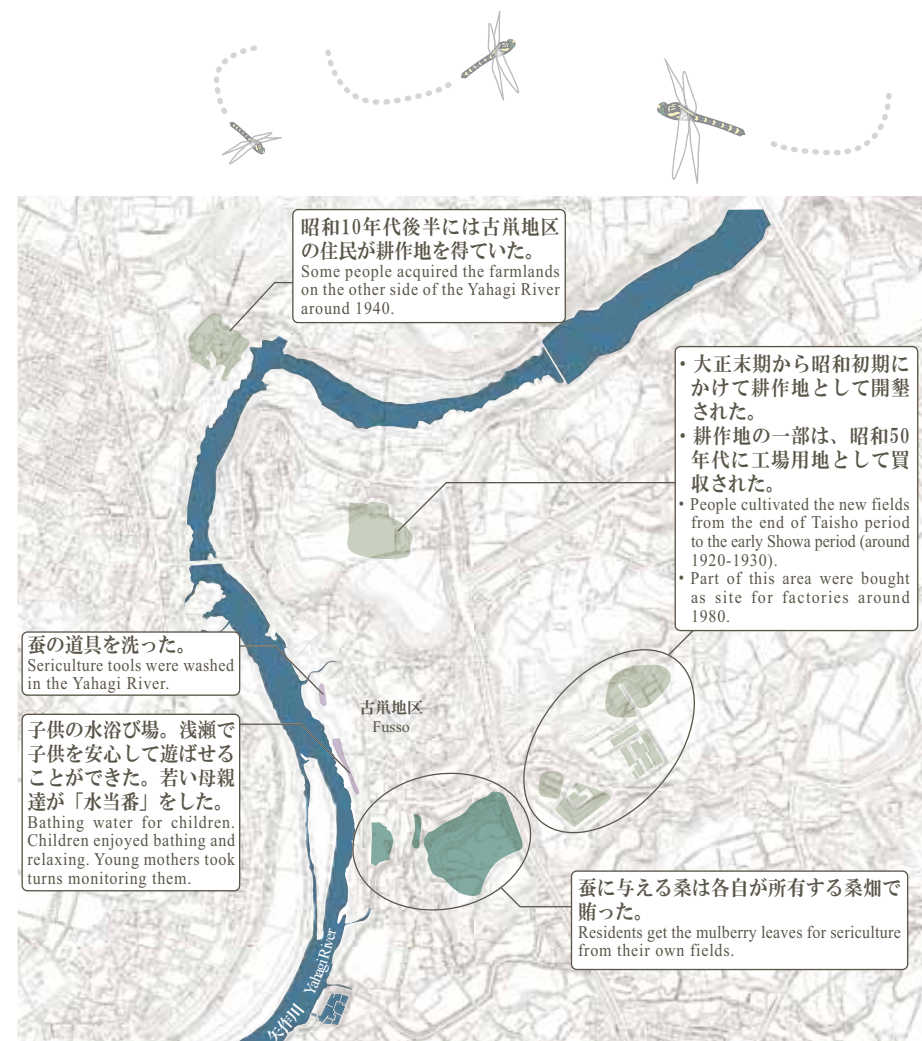 昭和10年代後半には古鼡地区
の住民が耕作地を得ていた。
Some people acquired the farmlands
on the other side of the Yahagi River
around 1940.
・大正末期から昭和初期に
かけて耕作地として開墾
された。
・耕作地の一部は、昭和50
年代に工場用地として買
収された。
・People cultivated the new fields
from the end of Taisho period
to the early Showa period (around
1920-1930).
・Part of this area were bought
as site for factories around
1980.
蚕の道具を洗った。
Sericulture tools were washed
in the Yahagi River.
古鼡地区
Fusso
子供の水浴び場。浅瀬で
子供を安心して遊ばせる
ことができた。若い母親
達が「水当番」をした。
Bathing water for children.
Children enjoyed bathing and
relaxing. Young mothers took
turns monitoring them.
蚕に与える桑は各自が所有する桑畑で
賄った。
Residents get the mulberry leaves for sericulture
from their own fields.
矢作川 Yahagi River